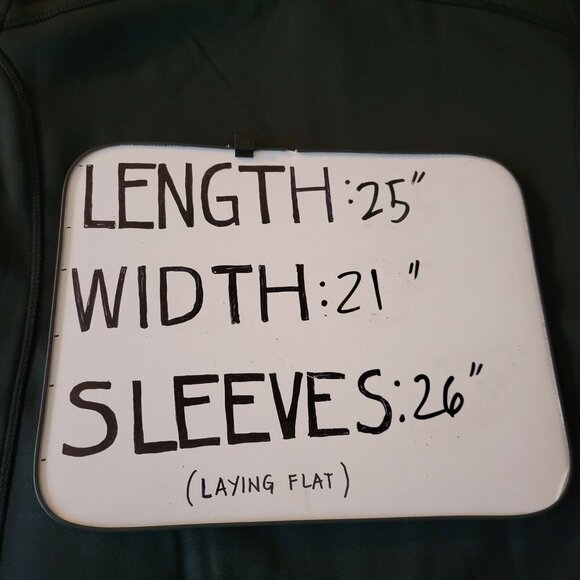 LENGTH: 25"
WIDTH: 21"
SLEEVES: 26"
(LAYING FLAT)